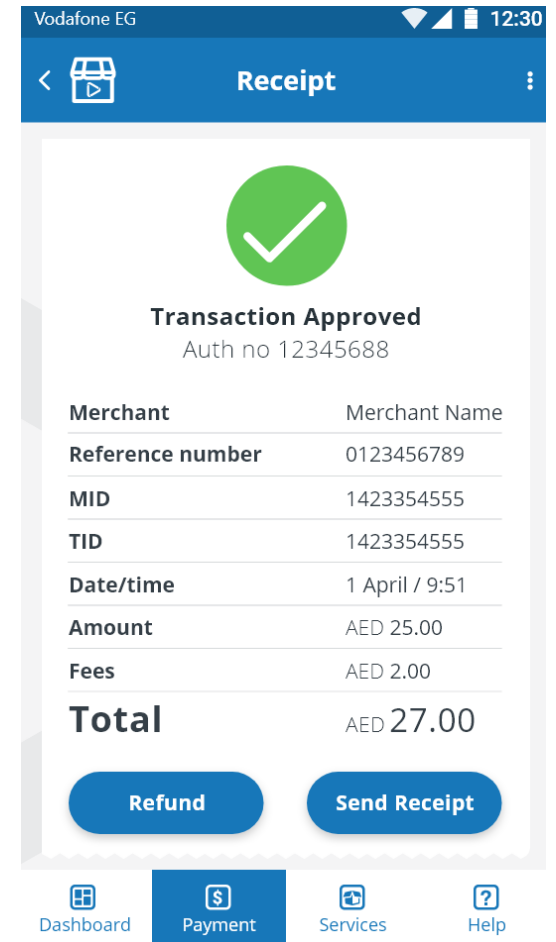 Vodafone EG 12:30
Receipt
Transaction Approved
Auth no 12345688
Merchant Merchant Name
Reference number 0123456789
MID 1423354555
TID 1423354555
Date/time 1 April / 9:51
Amount AED 25.00
Fees AED 2.00
Total AED 27.00
Refund Send Receipt
Dashboard Payment Services Help